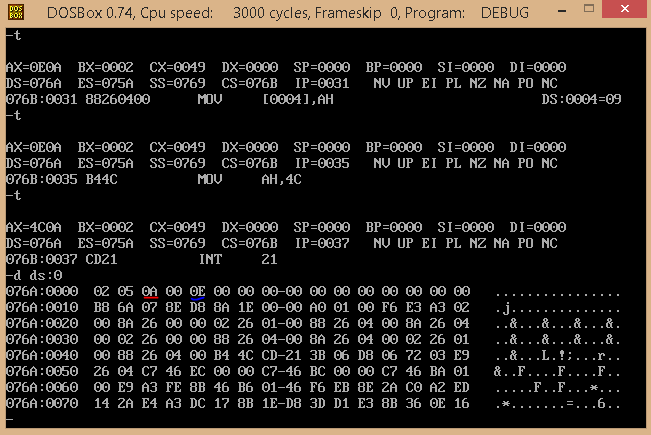 DOSBox 0.74, Cpu speed: 3000 cycles, Frameskip 0, Program: DEBUG
-t
AX=0E0A BX=0002 CX=0049 DX=0000 SP=0000 BP=0000 SI=0000 DI=0000
DS=076A ES=075A SS=0769 CS=076B IP=0031 NV UP EI PL NZ NA PO NC
076B:0031 88260400 MOV [0004],AH DS:0004=09
-t
AX=0E0A BX=0002 CX=0049 DX=0000 SP=0000 BP=0000 SI=0000 DI=0000
DS=076A ES=075A SS=0769 CS=076B IP=0035 NV UP EI PL NZ NA PO NC
076B:0035 B44C MOV AH,4C
-t
AX=4C0A BX=0002 CX=0049 DX=0000 SP=0000 BP=0000 SI=0000 DI=0000
DS=076A ES=075A SS=0769 CS=076B IP=0037 NV UP EI PL NZ NA PO NC
076B:0037 CD21 INT 21
-d ds:0
076A:0000 02 05 0A 00 0E 00 00 00-00 00 00 00 00 00 00 00 ................
076A:0010 B8 6A 07 8E D8 8A 1E 00-00 A0 01 00 F6 E3 A3 02 .j..............
076A:0020 00 8A 26 00 00 02 26 01-00 88 26 04 00 8A 26 04 ..&...&...&...&.
076A:0030 00 02 26 00 00 88 26 04-00 8A 26 04 00 02 26 01 ..&...&...&...&.
076A:0040 00 88 26 04 00 B4 4C CD-21 3B 06 D8 06 72 03 E9 ..&...L.!;...r..
076A:0050 26 04 C7 46 EC 00 00 C7-46 BC 00 00 C7 46 BA 01 &..F....F....F..
076A:0060 00 E9 A3 FE 8B 46 B6 01-46 F6 EB 8E 2A C0 A2 ED .....F..F...*...
076A:0070 14 2A E4 A3 DC 17 8B 1E-D8 3D D1 E3 8B 36 0E 16 .*.......=...6..
-